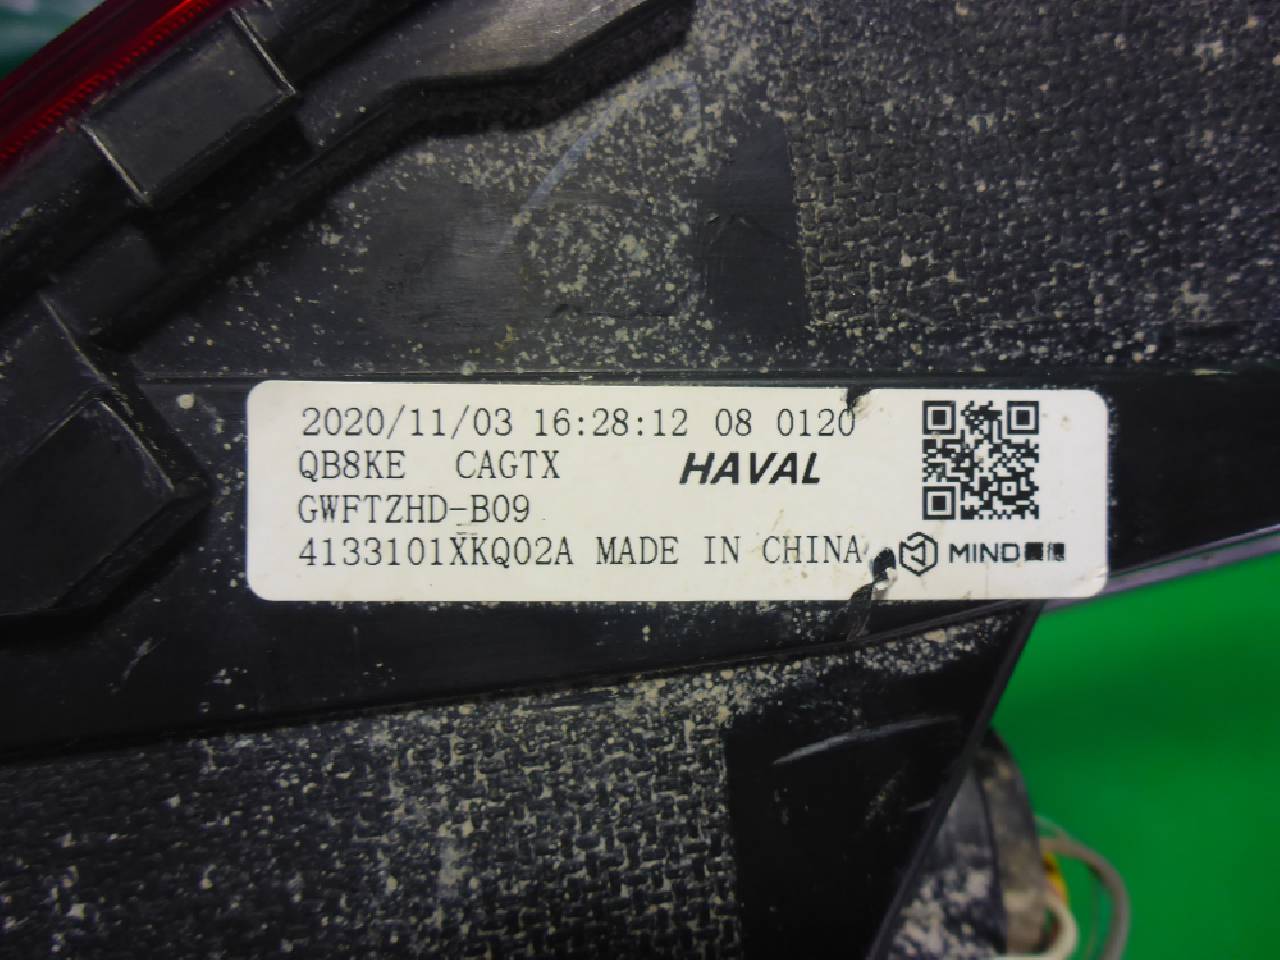 2020/11/03 16:28:12 08 0120
QB8KE CAGTX HAVAL
GWFTZHD-B09
4133101XKQ02A MADE IN CHINA MIND